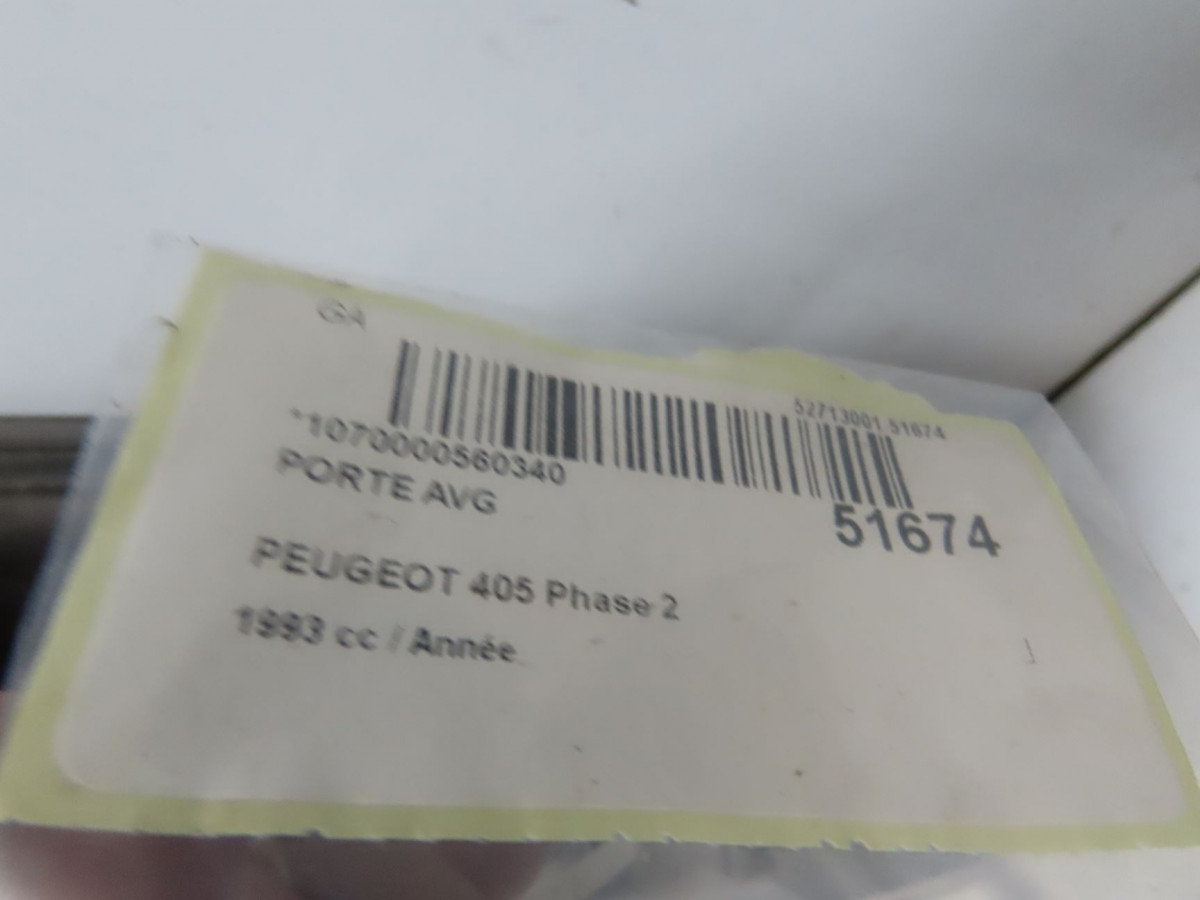 GA
52713001 51674
*1070000560340
PORTE AVG
51674
PEUGEOT 405 Phase 2
1993 cc / Année